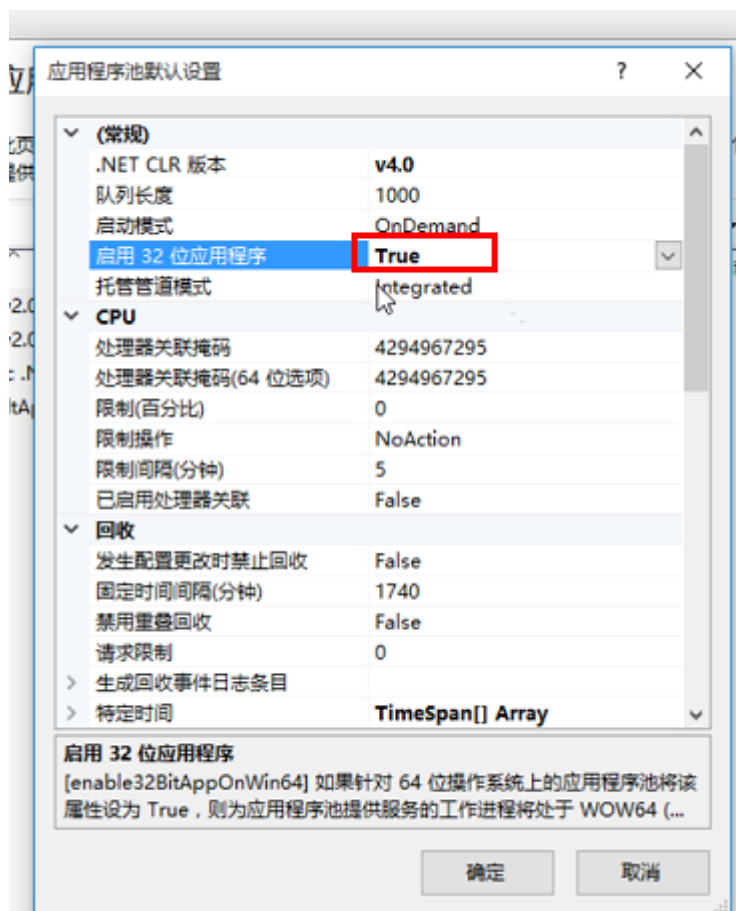 应用程序池默认设置 ?
(常规)
.NET CLR 版本 v4.0
队列长度 1000
启动模式 OnDemand
启用 32 位应用程序 True
托管管道模式 Integrated
CPU
处理器关联掩码 4294967295
处理器关联掩码(64 位选项) 4294967295
限制(百分比) 0
限制操作 NoAction
限制间隔(分钟) 5
已启用处理器关联 False
回收
发生配置更改时禁止回收 False
固定时间间隔(分钟) 1740
禁用重叠回收 False
请求限制 0
生成回收事件日志条目
特定时间 TimeSpan[] Array
启用 32 位应用程序
[enable32BitAppOnWin64] 如果针对 64 位操作系统上的应用程序池将该
属性设为 True，则为应用程序池提供服务的工作进程将处于 WOW64 (...
确定 取消